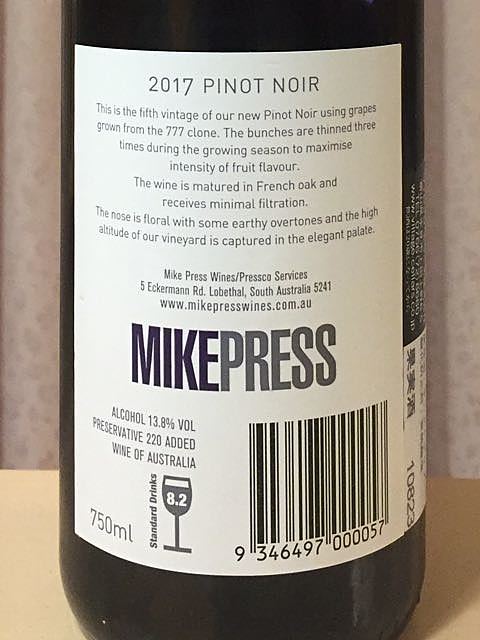 2017 PINOT NOIR
This is the fifth vintage of our new Pinot Noir using grapes
grown from the 777 clone. The bunches are thinned three
times during the growing season to maximise
intensity of fruit flavour.
The wine is matured in French oak and
receives minimal filtration.
The nose is floral with some earthy overtones and the high
altitude of our vineyard is captured in the elegant palate.
Mike Press Wines/Pressco Services
5 Eckermann Rd. Lobethal, South Australia 5241
www.mikepresswines.com.au
MIKEPRESS
ALCOHOL 13.8% VOL
PRESERVATIVE 220 ADDED
WINE OF AUSTRALIA
750ml
Standard Drinks
8.2
9 346497 000057
果実酒
10823